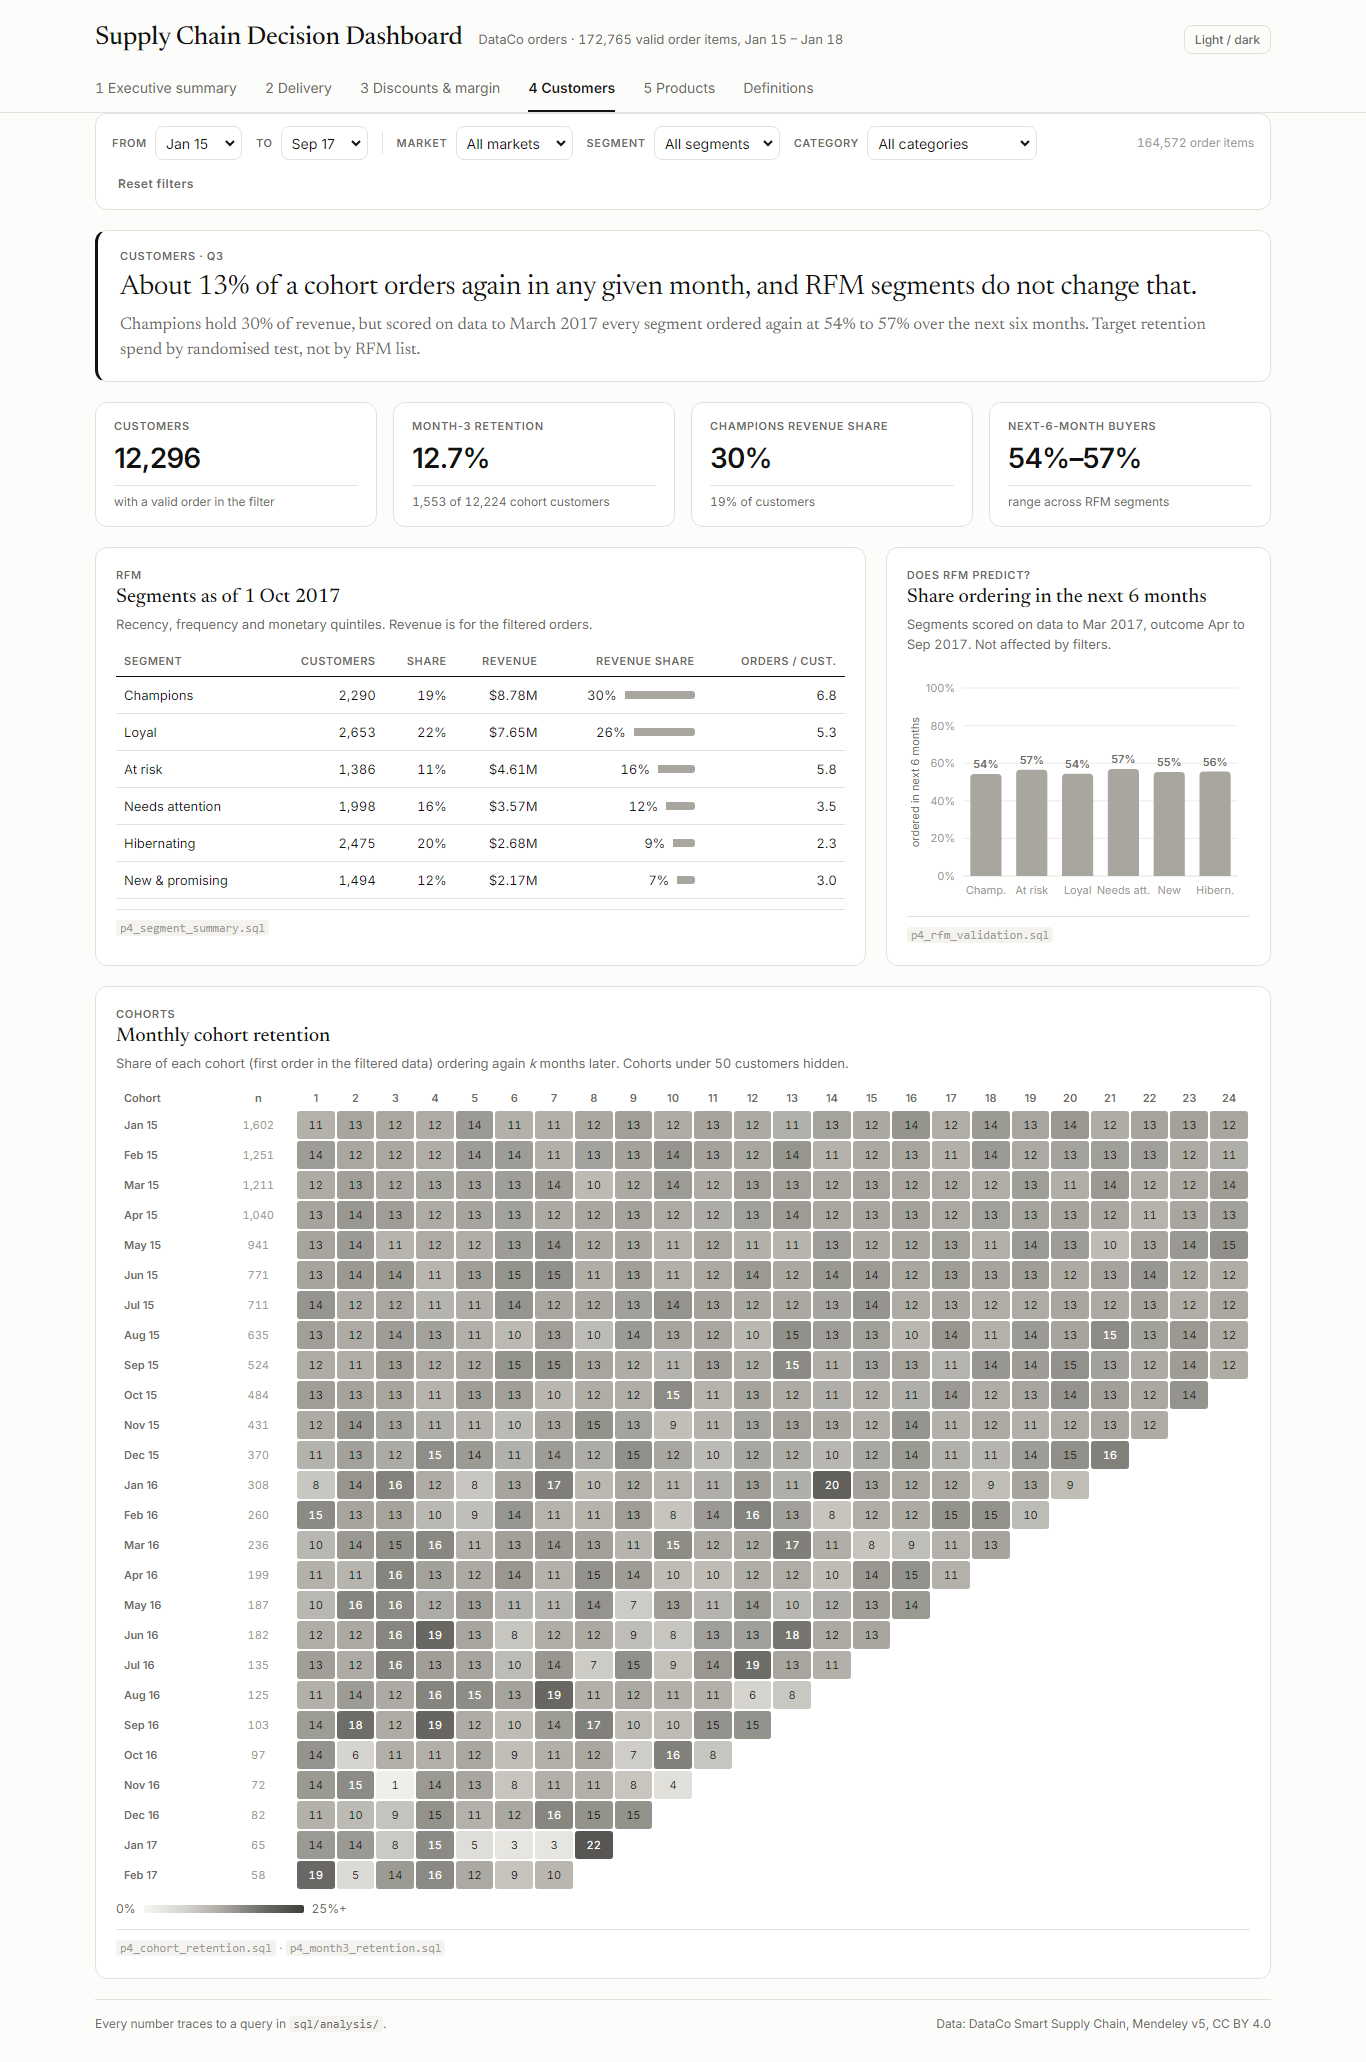 Supply Chain Decision Dashboard DataCo orders · 172,765 valid order items, Jan 15 – Jan 18 Light / dark
1 Executive summary 2 Delivery 3 Discounts & margin 4 Customers 5 Products Definitions
FROM Jan 15 TO Sep 17 MARKET All markets SEGMENT All segments CATEGORY All categories 164,572 order items
Reset filters
CUSTOMERS · Q3
About 13% of a cohort orders again in any given month, and RFM segments do not change that.
Champions hold 30% of revenue, but scored on data to March 2017 every segment ordered again at 54% to 57% over the next six months. Target retention
spend by randomised test, not by RFM list.
CUSTOMERS
12,296
with a valid order in the filter
MONTH-3 RETENTION
12.7%
1,553 of 12,224 cohort customers
CHAMPIONS REVENUE SHARE
30%
19% of customers
NEXT-6-MONTH BUYERS
54%–57%
range across RFM segments
RFM
Segments as of 1 Oct 2017
Recency, frequency and monetary quintiles. Revenue is for the filtered orders.
SEGMENT CUSTOMERS SHARE REVENUE REVENUE SHARE ORDERS / CUST.
Champions 2,290 19% $8.78M 30% 6.8
Loyal 2,653 22% $7.65M 26% 5.3
At risk 1,386 11% $4.61M 16% 5.8
Needs attention 1,998 16% $3.57M 12% 3.5
Hibernating 2,475 20% $2.68M 9% 2.3
New & promising 1,494 12% $2.17M 7% 3.0
p4_segment_summary.sql
DOES RFM PREDICT?
Share ordering in the next 6 months
Segments scored on data to Mar 2017, outcome Apr to
Sep 2017. Not affected by filters.
ordered in next 6 months
100%
80%
60%
40%
20%
0%
54% 57% 54% 57% 55% 56%
Champ. At risk Loyal Needs att. New Hibern.
p4_rfm_validation.sql
COHORTS
Monthly cohort retention
Share of each cohort (first order in the filtered data) ordering again k months later. Cohorts under 50 customers hidden.
Cohort n 1 2 3 4 5 6 7 8 9 10 11 12 13 14 15 16 17 18 19 20 21 22 23 24
Jan 15 1,602 11 13 12 12 14 11 11 12 13 12 13 12 11 13 12 14 12 14 13 14 12 13 13 12
Feb 15 1,251 14 12 12 12 14 14 11 13 13 14 13 12 14 11 12 13 11 14 12 13 13 13 12 11
Mar 15 1,211 12 13 12 13 13 13 14 10 12 14 12 13 13 12 13 12 12 12 13 11 14 12 12 14
Apr 15 1,040 13 14 13 12 13 13 12 12 13 12 12 13 14 12 13 13 12 13 13 13 12 11 13 13
May 15 941 13 14 11 12 12 13 14 12 13 11 12 11 11 13 12 12 13 11 14 13 10 13 14 15
Jun 15 771 13 14 14 11 13 15 15 11 13 11 12 14 12 14 14 12 13 13 13 12 13 14 12 12
Jul 15 711 14 12 12 11 11 14 12 12 13 14 13 12 12 13 14 12 13 12 12 13 12 13 12 12
Aug 15 635 13 12 14 13 11 10 13 10 14 13 12 10 15 13 13 10 14 11 14 13 15 13 14 12
Sep 15 524 12 11 13 12 12 15 15 13 12 11 13 12 15 11 13 13 11 14 14 15 13 12 14 12
Oct 15 484 13 13 13 11 13 13 10 12 12 15 11 13 12 11 12 11 14 12 13 14 13 12 14
Nov 15 431 12 14 13 11 11 10 13 15 13 9 11 13 13 13 12 14 11 12 11 12 13 12
Dec 15 370 11 13 12 15 14 11 14 12 15 12 10 12 12 10 12 14 11 11 14 15 16
Jan 16 308 8 14 16 12 8 13 17 10 12 11 11 13 11 20 13 12 12 9 13 9
Feb 16 260 15 13 13 10 9 14 11 11 13 8 14 16 13 8 12 12 15 15 10
Mar 16 236 10 14 15 16 11 13 14 13 11 15 12 12 17 11 8 9 11 13
Apr 16 199 11 11 16 13 12 14 11 15 14 10 10 12 12 10 14 15 11
May 16 187 10 16 16 12 13 11 11 14 7 13 11 14 10 12 13 14
Jun 16 182 12 12 16 19 13 8 12 12 9 8 13 13 18 12 13
Jul 16 135 13 12 16 13 13 10 14 7 15 9 14 19 13 11
Aug 16 125 11 14 12 16 15 13 19 11 12 11 11 6 8
Sep 16 103 14 18 12 19 12 10 14 17 10 10 15 15
Oct 16 97 14 6 11 11 12 9 11 12 7 16 8
Nov 16 72 14 15 1 14 13 8 11 11 8 4
Dec 16 82 11 10 9 15 11 12 16 15 15
Jan 17 65 14 14 8 15 5 3 3 22
Feb 17 58 19 5 14 16 12 9 10
0% 25%+
p4_cohort_retention.sql · p4_month3_retention.sql
Every number traces to a query in sql/analysis/ . Data: DataCo Smart Supply Chain, Mendeley v5, CC BY 4.0